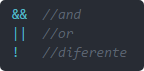 &&  //and
||  //or
!   //diferente